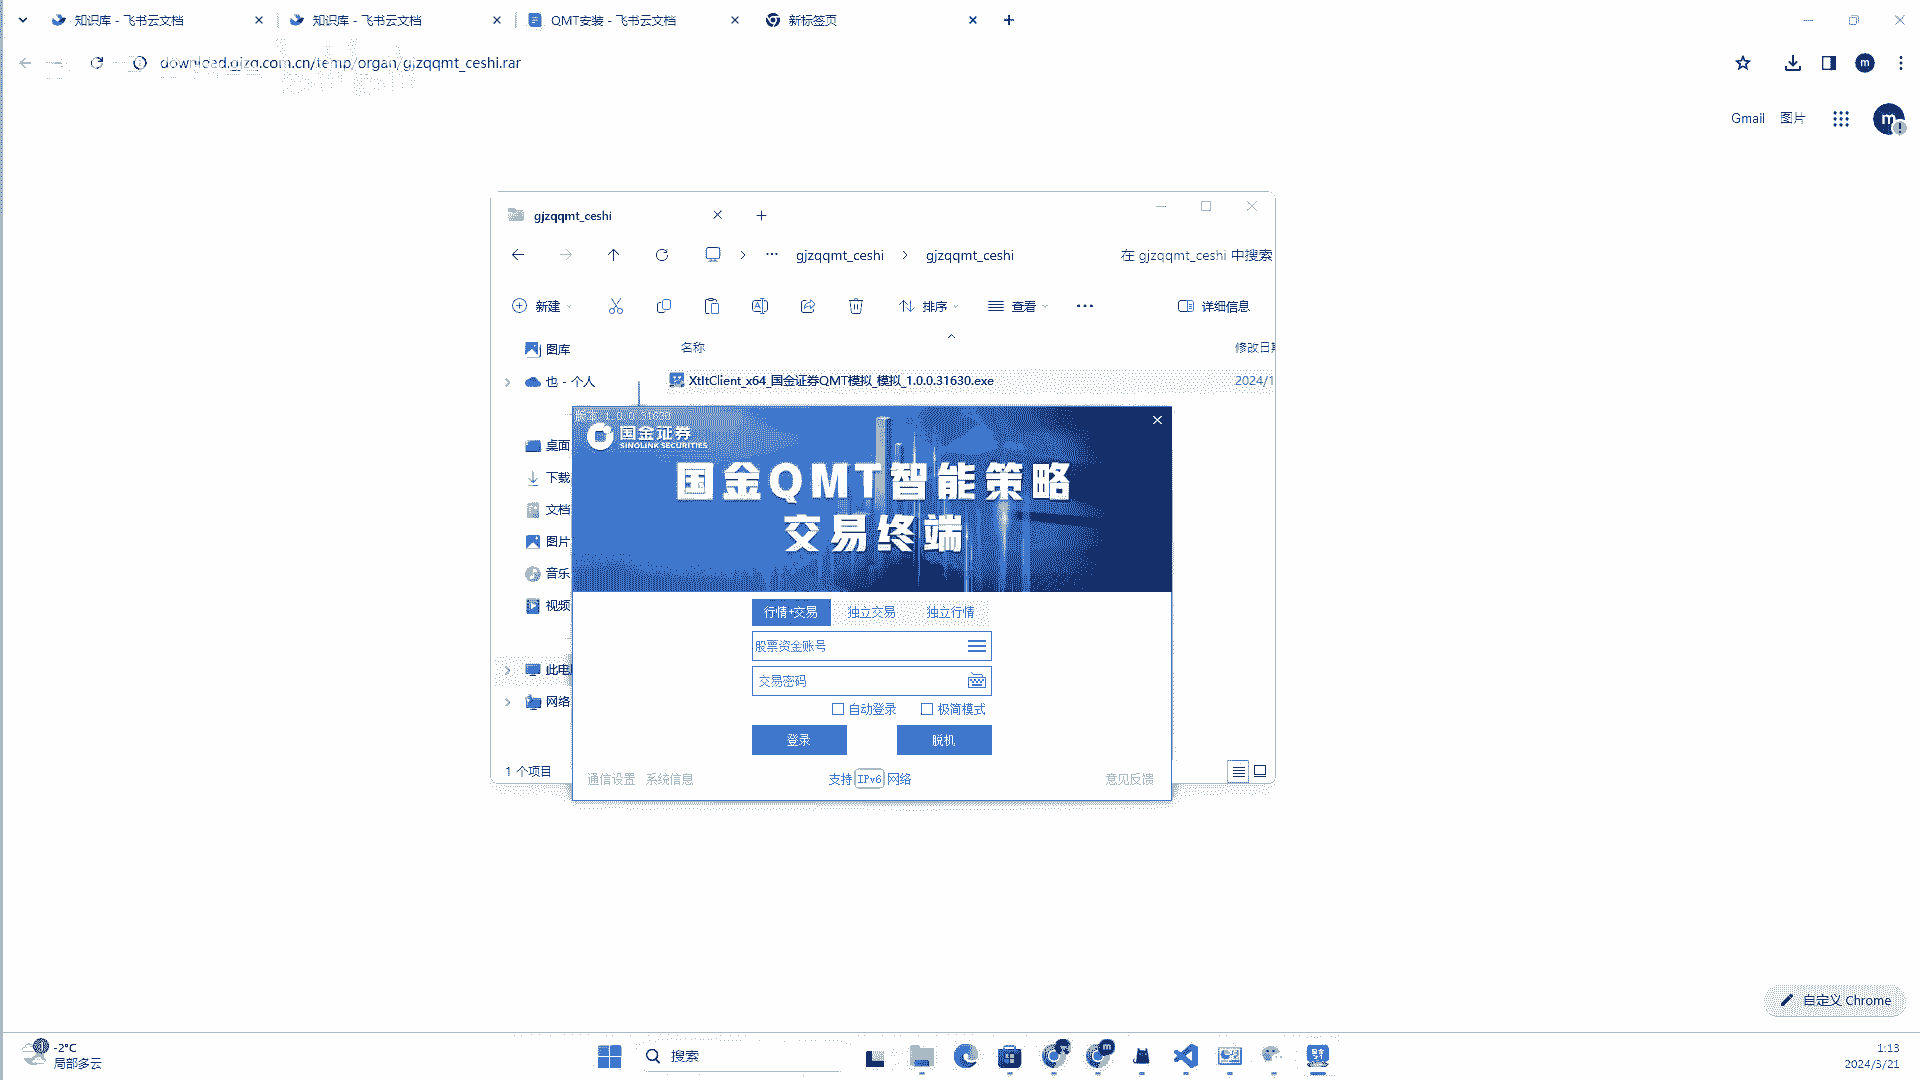 知识库 - 飞书云文档
知识库 - 飞书云文档
QMT安装 - 飞书云文档
新标签页
download.gjzq.com.cn/temp/organ/gjzqqmt_ceshi.rar
m
Gmail 图片
m
gjzqqmt_ceshi
gjzqqmt_ceshi > gjzqqmt_ceshi
在 gjzqqmt_ceshi 中搜索
新建
排序
查看
详细信息
图库
名称
修改日期
也 - 个人
XtItClient_x64_国金证券QMT模拟_模拟_1.0.0.31630.exe
2024/1
版本:1.0.0.31630
国金证券
SINOLINK SECURITIES
国金QMT智能策略
交易终端
桌面
下载
文档
图片
音乐
视频
此电
网络
行情+交易 独立交易 独立行情
股票资金账号
交易密码
自动登录 极简模式
登录 脱机
通信设置 系统信息 支持 IPv6 网络 意见反馈
1 个项目
自定义 Chrome
-2°C
局部多云
搜索
1:13
2024/3/21